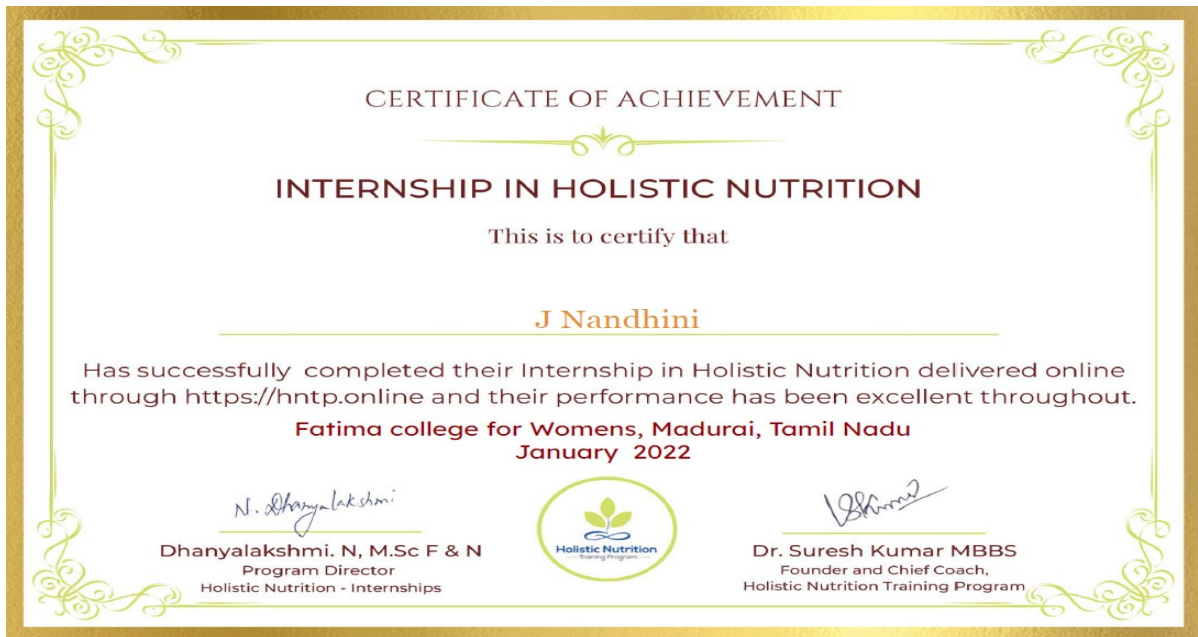 CERTIFICATE OF ACHIEVEMENT
INTERNSHIP IN HOLISTIC NUTRITION
This is to certify that
J Nandhini
Has successfully completed their Internship in Holistic Nutrition delivered online
through https://hntp.online and their performance has been excellent throughout.
Fatima college for Womens, Madurai, Tamil Nadu
January 2022
N. Dhanyalakshmi
Dhanyalakshmi. N, M.Sc F & N
Program Director
Holistic Nutrition - Internships
Holistic Nutrition
Training Program
Dr. Suresh Kumar MBBS
Founder and Chief Coach,
Holistic Nutrition Training Program